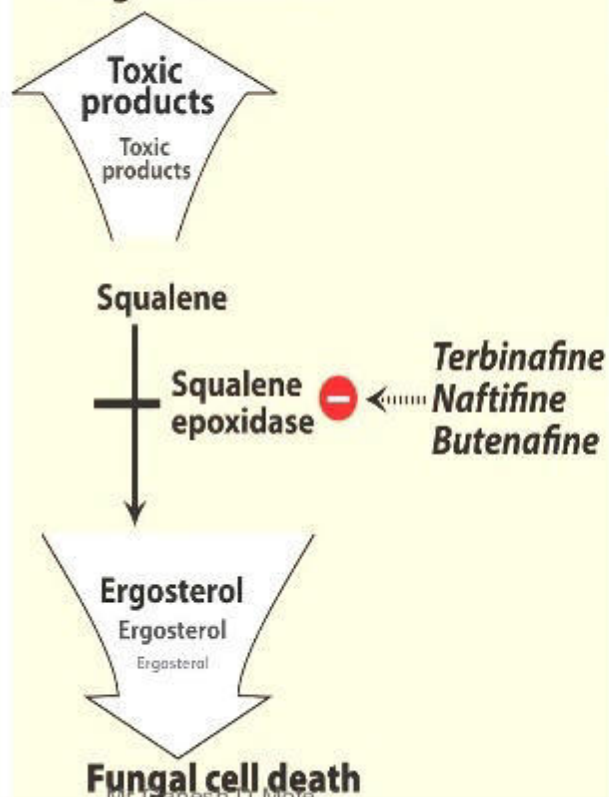 Toxic
products
Toxic
products
Squalene
Squalene
epoxidase
Terbinafine
Naftifine
Butenafine
Ergosterol
Ergosterol
Ergosterol
Fungal cell death